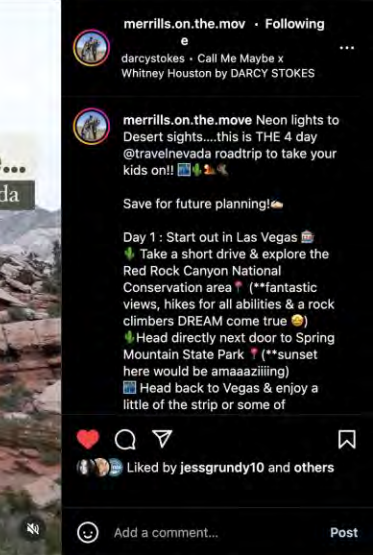 merrills.on.the.mov • Following
e
darcystokes • Call Me Maybe x
Whitney Houston by DARCY STOKES
merrills.on.the.move Neon lights to
Desert sights....this is THE 4 day
@travelnevada roadtrip to take your
kids on!!
Save for future planning!
Day 1 : Start out in Las Vegas 🎰
🌵 Take a short drive & explore the
Red Rock Canyon National
Conservation area📍 (**fantastic
views, hikes for all abilities & a rock
climbers DREAM come true 🤩)
🌵Head directly next door to Spring
Mountain State Park📍(**sunset
here would be amaaaziiiing)
🌃 Head back to Vegas & enjoy a
little of the strip or some of
...
da
Liked by jessgrundy10 and others
Add a comment...
Post